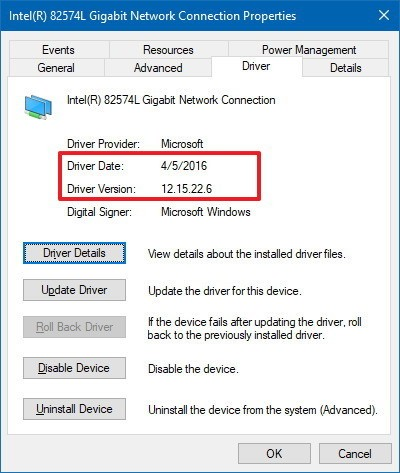 Intel(R) 82574L Gigabit Network Connection Properties
Events Resources Power Management
General Advanced Driver Details
Intel(R) 82574L Gigabit Network Connection
Driver Provider: Microsoft
Driver Date: 4/5/2016
Driver Version: 12.15.22.6
Digital Signer: Microsoft Windows
Driver Details View details about the installed driver files.
Update Driver Update the driver for this device.
Roll Back Driver If the device fails after updating the driver, roll
back to the previously installed driver.
Disable Device Disable the device.
Uninstall Device Uninstall the device from the system (Advanced).
OK Cancel